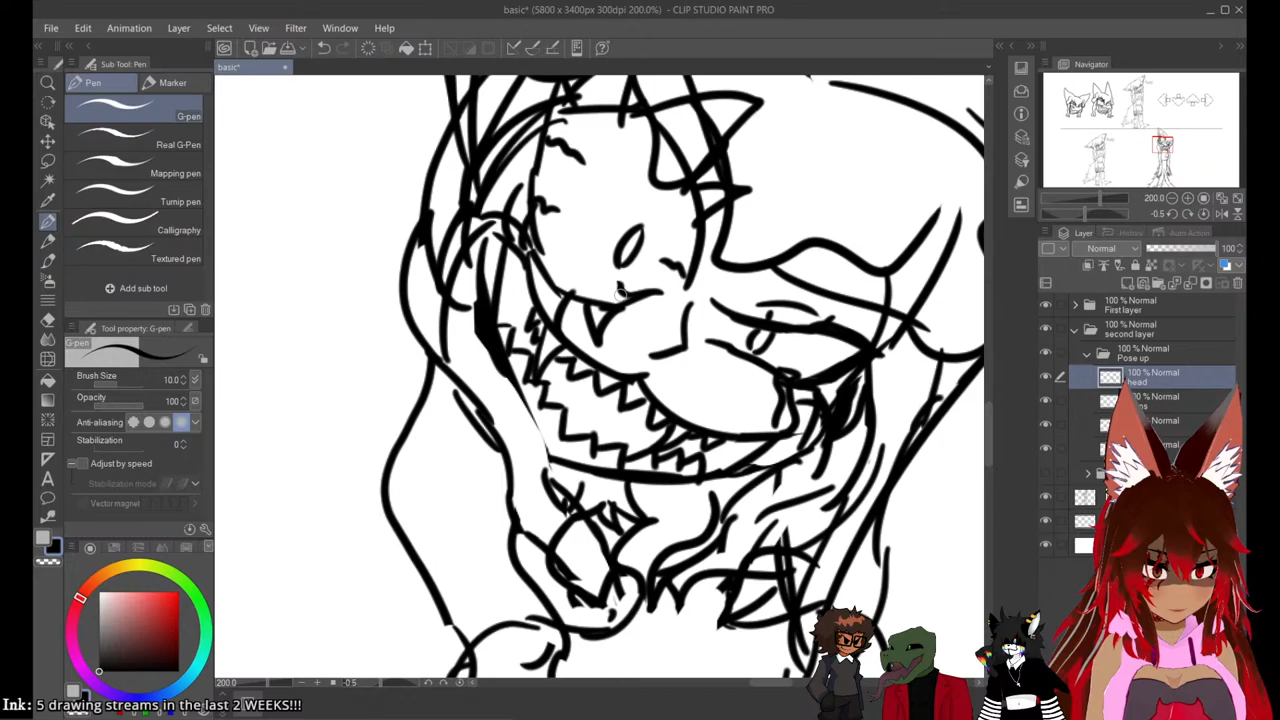 basic* (5800 x 3400px 300dpi 200.0%) - CLIP STUDIO PAINT PRO
File Edit Animation Layer Select View Filter Window Help
Sub Tool: Pen
basic*
Navigator
Pen Marker
G-pen
Real G-Pen
Mapping pen
Turnip pen
Calligraphy
Textured pen
Add sub tool
Tool property: G-pen
G-pen
Brush Size 10.0
Opacity 100
Anti-aliasing
Stabilization 0
Adjust by speed
Stabilization mode
Vector magnet
200.0
-0.5
Layer History Auto Action
Normal 100
100 % Normal
First layer
100 % Normal
second layer
100 % Normal
Pose up
100 % Normal
head
100 % Normal
200.0 -0.5
Ink: 5 drawing streams in the last 2 WEEKS!!!